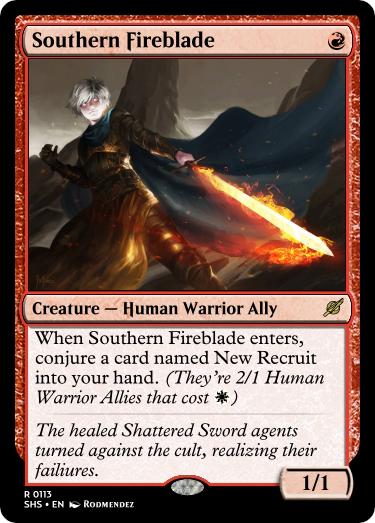 Southern Fireblade
Creature — Human Warrior Ally
When Southern Fireblade enters,
conjure a card named New Recruit
into your hand. (They're 2/1 Human
Warrior Allies that cost )
The healed Shattered Sword agents
turned against the cult, realizing their
failiures.
1/1
R 0113
SHS • EN Rodmendez